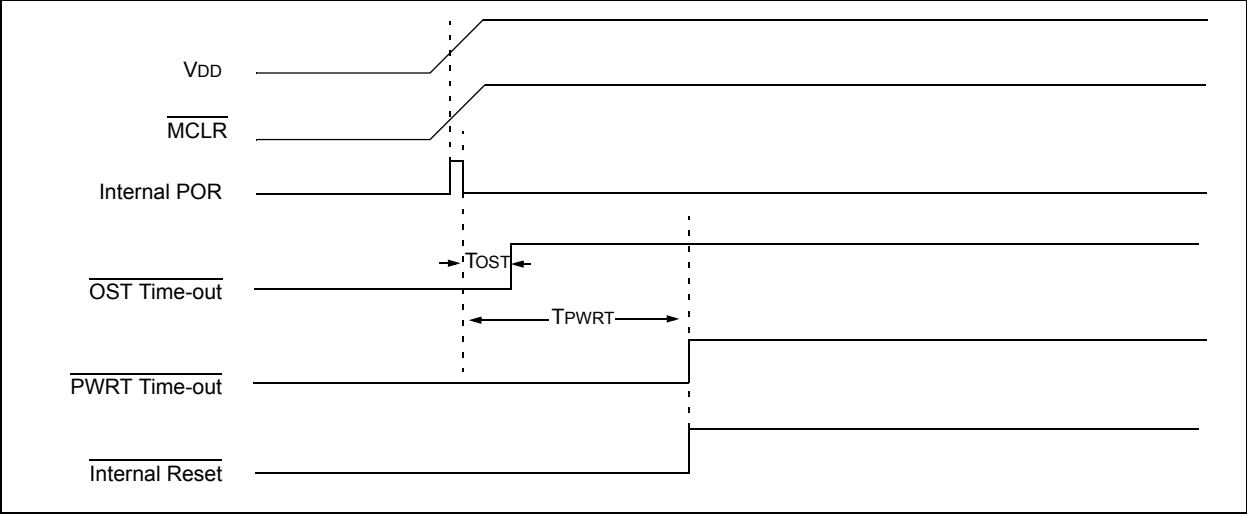 VDD
MCLR
Internal POR
TOST
OST Time-out
TPWRT
PWRT Time-out
Internal Reset